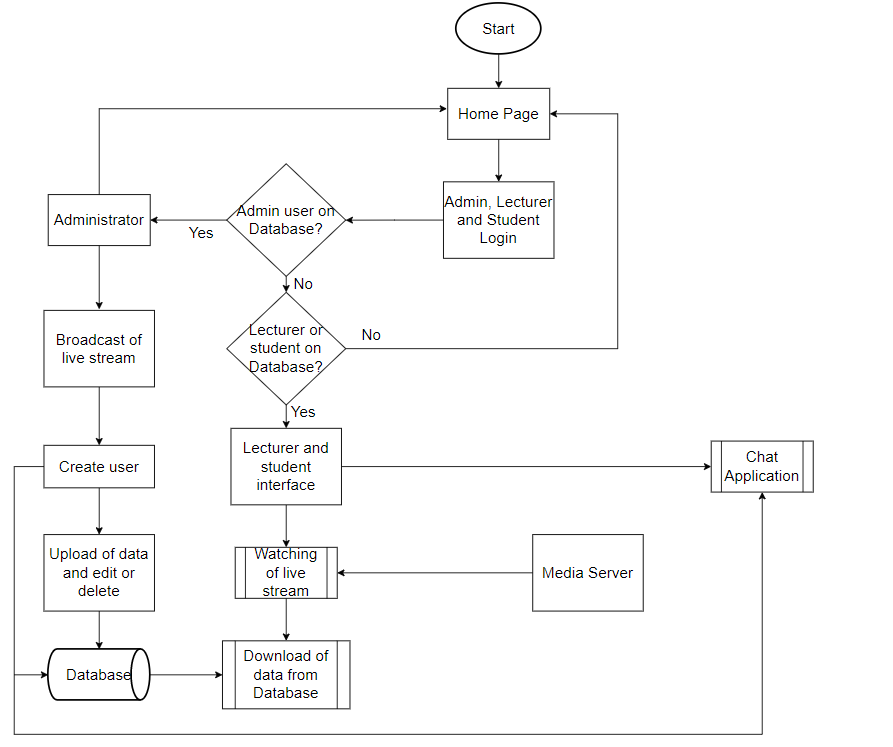 Start
Home Page
Admin, Lecturer
and Student
Login
Admin user on
Database?
Yes
Administrator
No
Lecturer or
student on
Database?
No
Yes
Broadcast of
live stream
Create user
Lecturer and
student
interface
Chat
Application
Upload of data
and edit or
delete
Watching
of live
stream
Media Server
Database
Download of
data from
Database